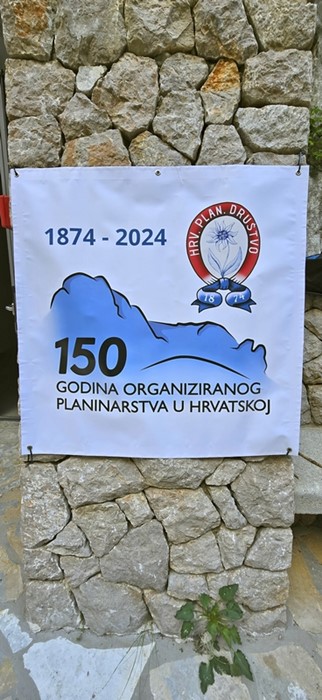 HRV. PLAN. DRUŠTVO
1874 - 2024
18 74
150
GODINA ORGANIZIRANOG
PLANINARSTVA U HRVATSKOJ